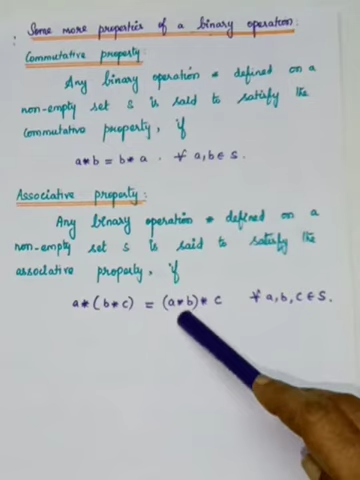 Some more properties of a binary operation:
Commutative property:
Any binary operation * defined on a
non-empty set S is said to satisfy the
commutative property, if
a*b = b*a . ∀ a,b ∈ S.
Associative property:
Any binary operation * defined on a
non-empty set S is said to satisfy the
associative property, if
a*(b*c) = (a*b)*c ∀ a,b,c ∈ S.